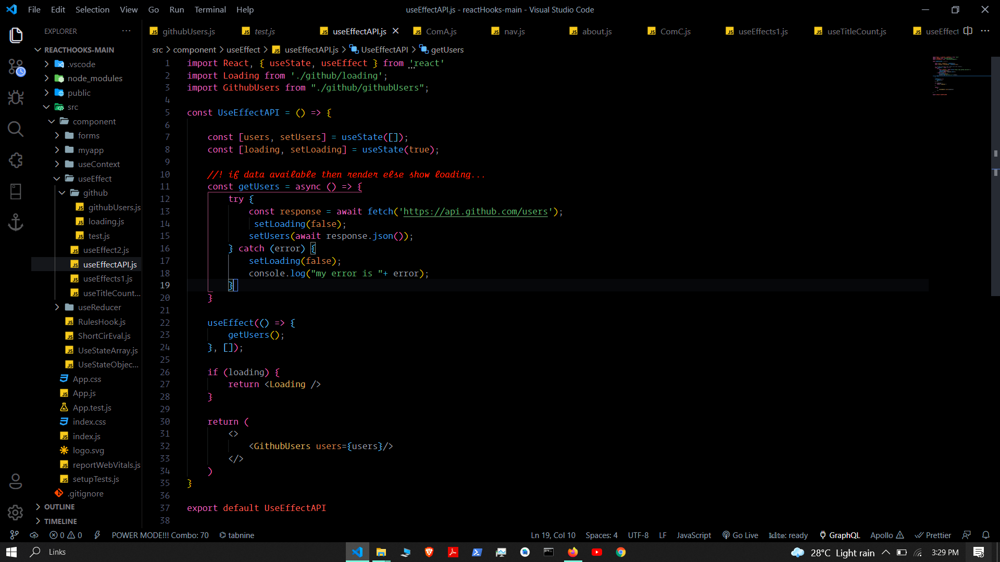 File Edit Selection View Go Run Terminal Help
useEffectAPI.js - reactHooks-main - Visual Studio Code
EXPLORER ...
githubUsers.js test.js useEffectAPI.js ComA.js nav.js about.js ComC.js useEffects1.js useTitleCount.js useEffect
REACTHOOKS-MAIN
.vscode
node_modules
public
src
component
forms
myapp
useContext
useEffect
github
githubUsers.js
loading.js
test.js
useEffect2.js
useEffectAPI.js
useEffects1.js
useTitleCount...
useReducer
RulesHook.js
ShortCirEval.js
UseStateArray.js
UseStateObjec...
App.css
App.js
App.test.js
index.css
index.js
logo.svg
reportWebVitals.js
setupTests.js
.gitignore
OUTLINE
TIMELINE
src > component > useEffect > useEffectAPI.js > UseEffectAPI > getUsers
1 import React, { useState, useEffect } from 'react'
2 import Loading from './github/loading';
3 import GithubUsers from "./github/githubUsers";
4
5 const UseEffectAPI = () => {
6
7 const [users, setUsers] = useState([]);
8 const [loading, setLoading] = useState(true);
9
10 //! if data available then render else show loading...
11 const getUsers = async () => {
12 try {
13 const response = await fetch('https://api.github.com/users');
14 setLoading(false);
15 setUsers(await response.json());
16 } catch (error) {
17 setLoading(false);
18 console.log("my error is "+ error);
19 }
20 }
21
22 useEffect(() => {
23 getUsers();
24 }, []);
25
26 if (loading) {
27 return <Loading />
28 }
29
30 return (
31 <>
32 <GithubUsers users={users}/>
33 </>
34 )
35 }
36
37 export default UseEffectAPI
38
0 0 POWER MODE!!! Combo: 70 tabnine
Ln 19, Col 10 Spaces: 4 UTF-8 LF JavaScript Go Live kite: ready GraphQL Apollo Prettier
Links
28°C Light rain 3:29 PM